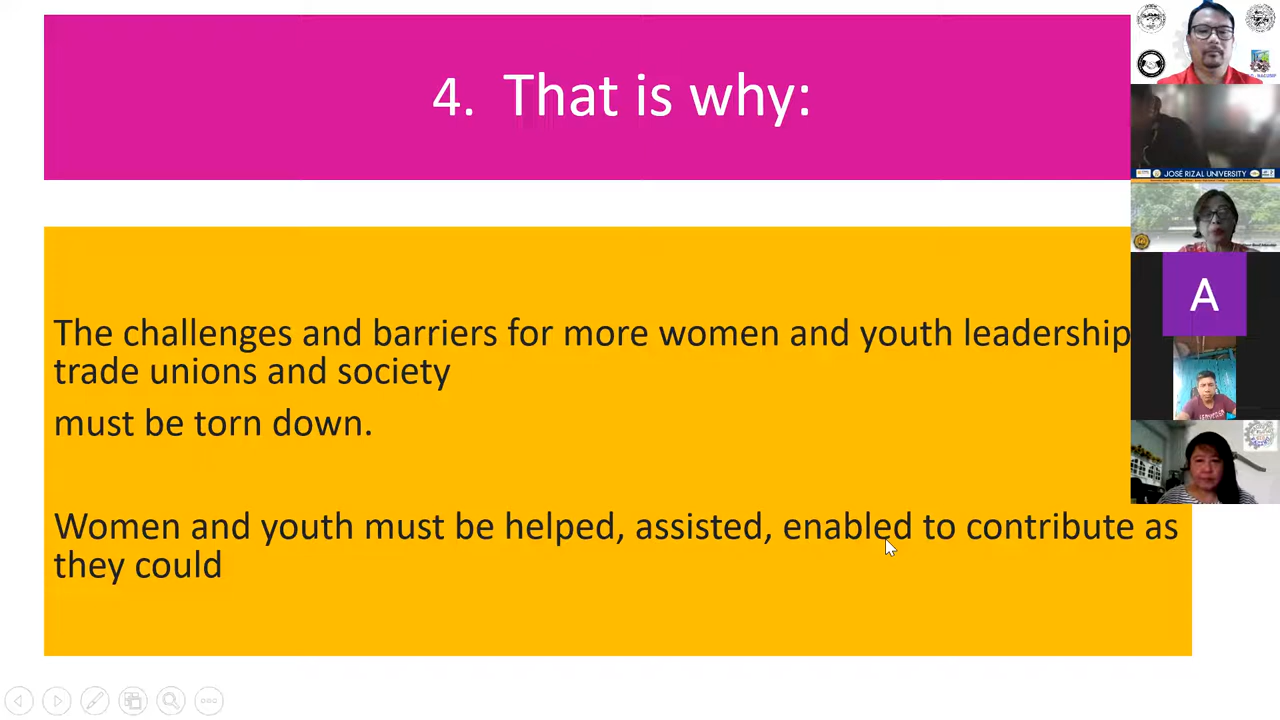 4. That is why:
The challenges and barriers for more women and youth leadership
trade unions and society
must be torn down.
Women and youth must be helped, assisted, enabled to contribute as
they could
JOSÉ RIZAL UNIVERSITY
A